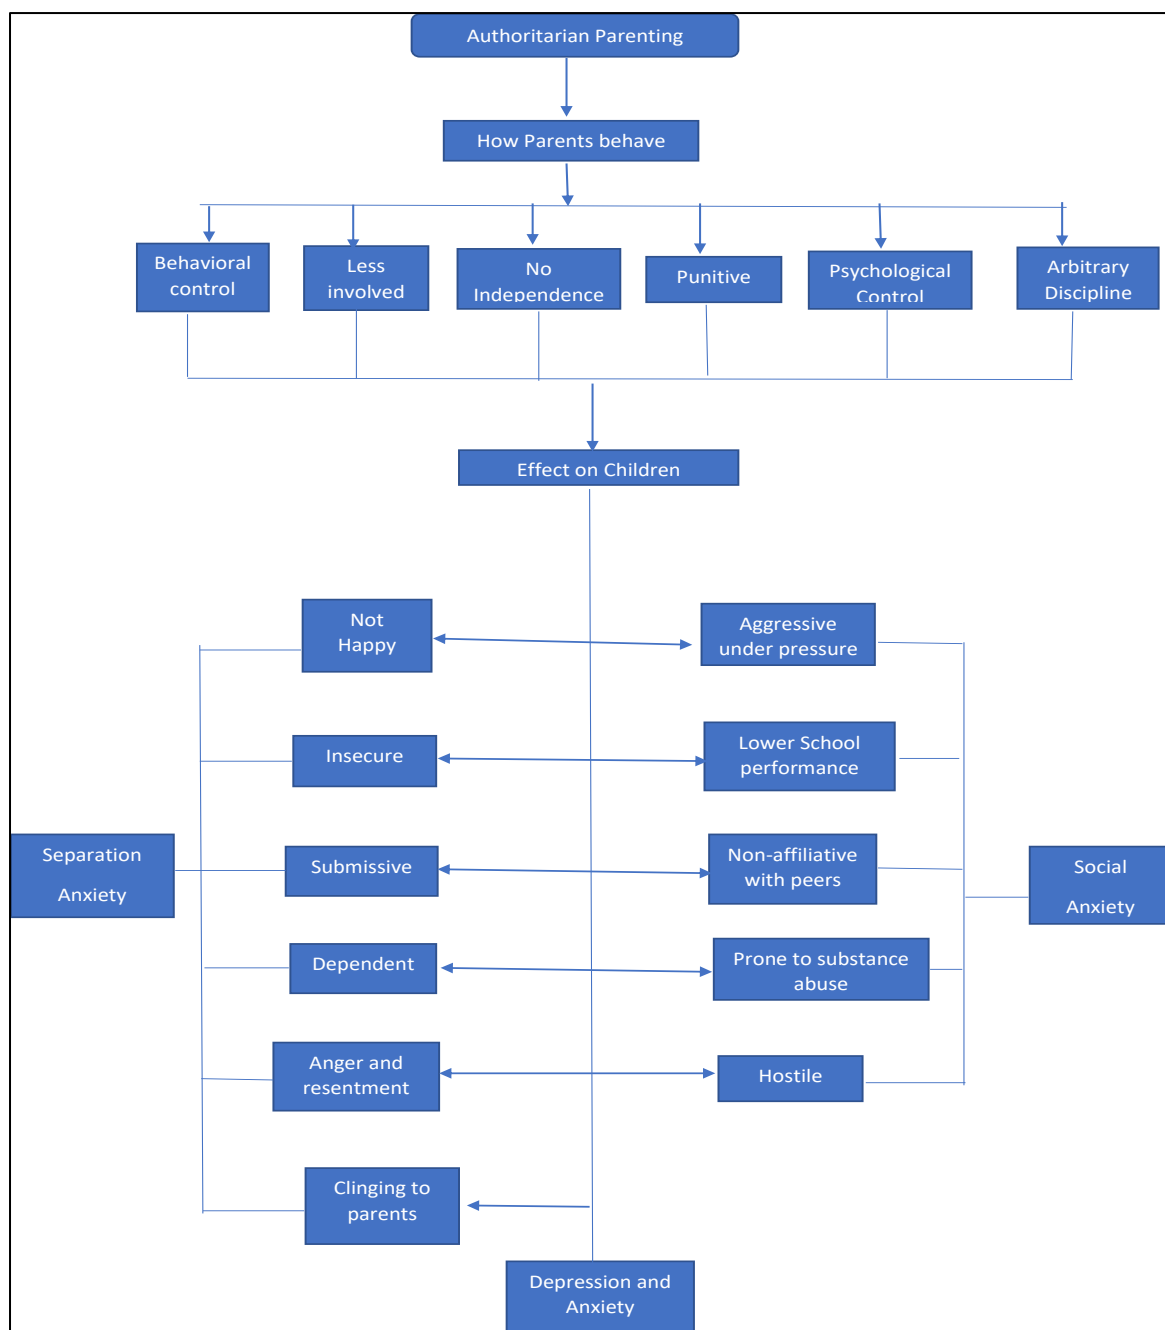 Authoritarian Parenting
How Parents behave
Behavioral
control
Less
involved
No
Independence
Punitive
Psychological
Control
Arbitrary
Discipline
Effect on Children
Not
Happy
Aggressive
under pressure
Insecure
Lower School
performance
Separation
Anxiety
Submissive
Non-affiliative
with peers
Social
Anxiety
Dependent
Prone to substance
abuse
Anger and
resentment
Hostile
Clinging to
parents
Depression and
Anxiety